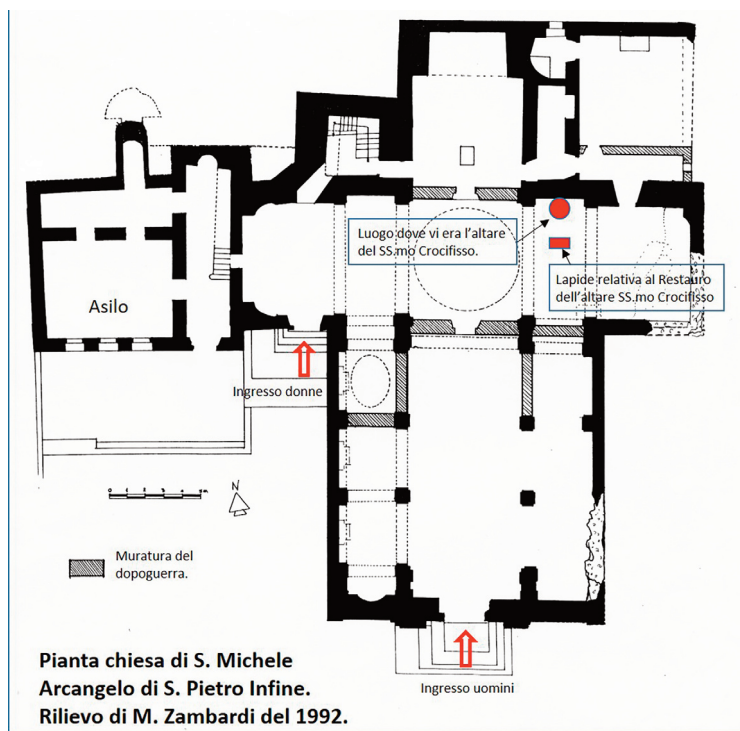 Luogo dove vi era l'altare
del SS.mo Crocifisso.
Lapide relativa al Restauro
dell'altare SS.mo Crocifisso
Asilo
Ingresso donne
N
Muratura del
dopoguerra.
Pianta chiesa di S. Michele
Arcangelo di S. Pietro Infine.
Rilievo di M. Zambardi del 1992.
Ingresso uomini